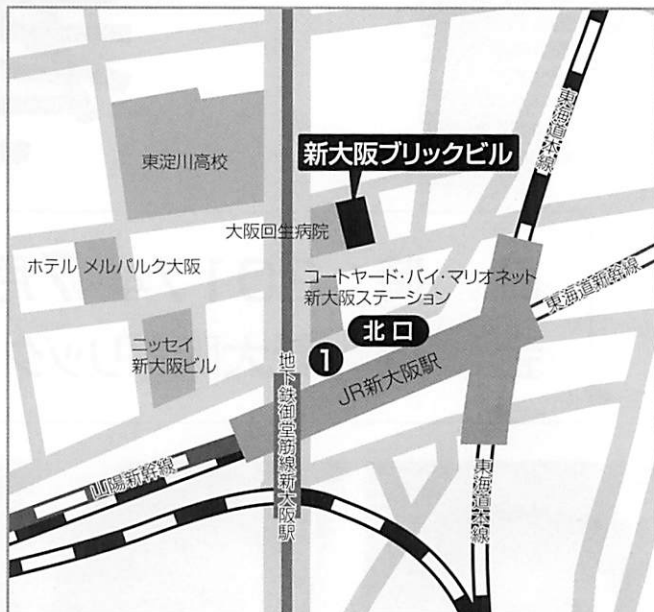 東海道本線
東淀川高校
新大阪ブリックビル
大阪回生病院
ホテル メルパルク大阪
コートヤード・バイ・マリオネット
新大阪ステーション
東海道新幹線
北口
1
ニッセイ
新大阪ビル
JR新大阪駅
地下鉄御堂筋線新大阪駅
山陽新幹線
東海道本線